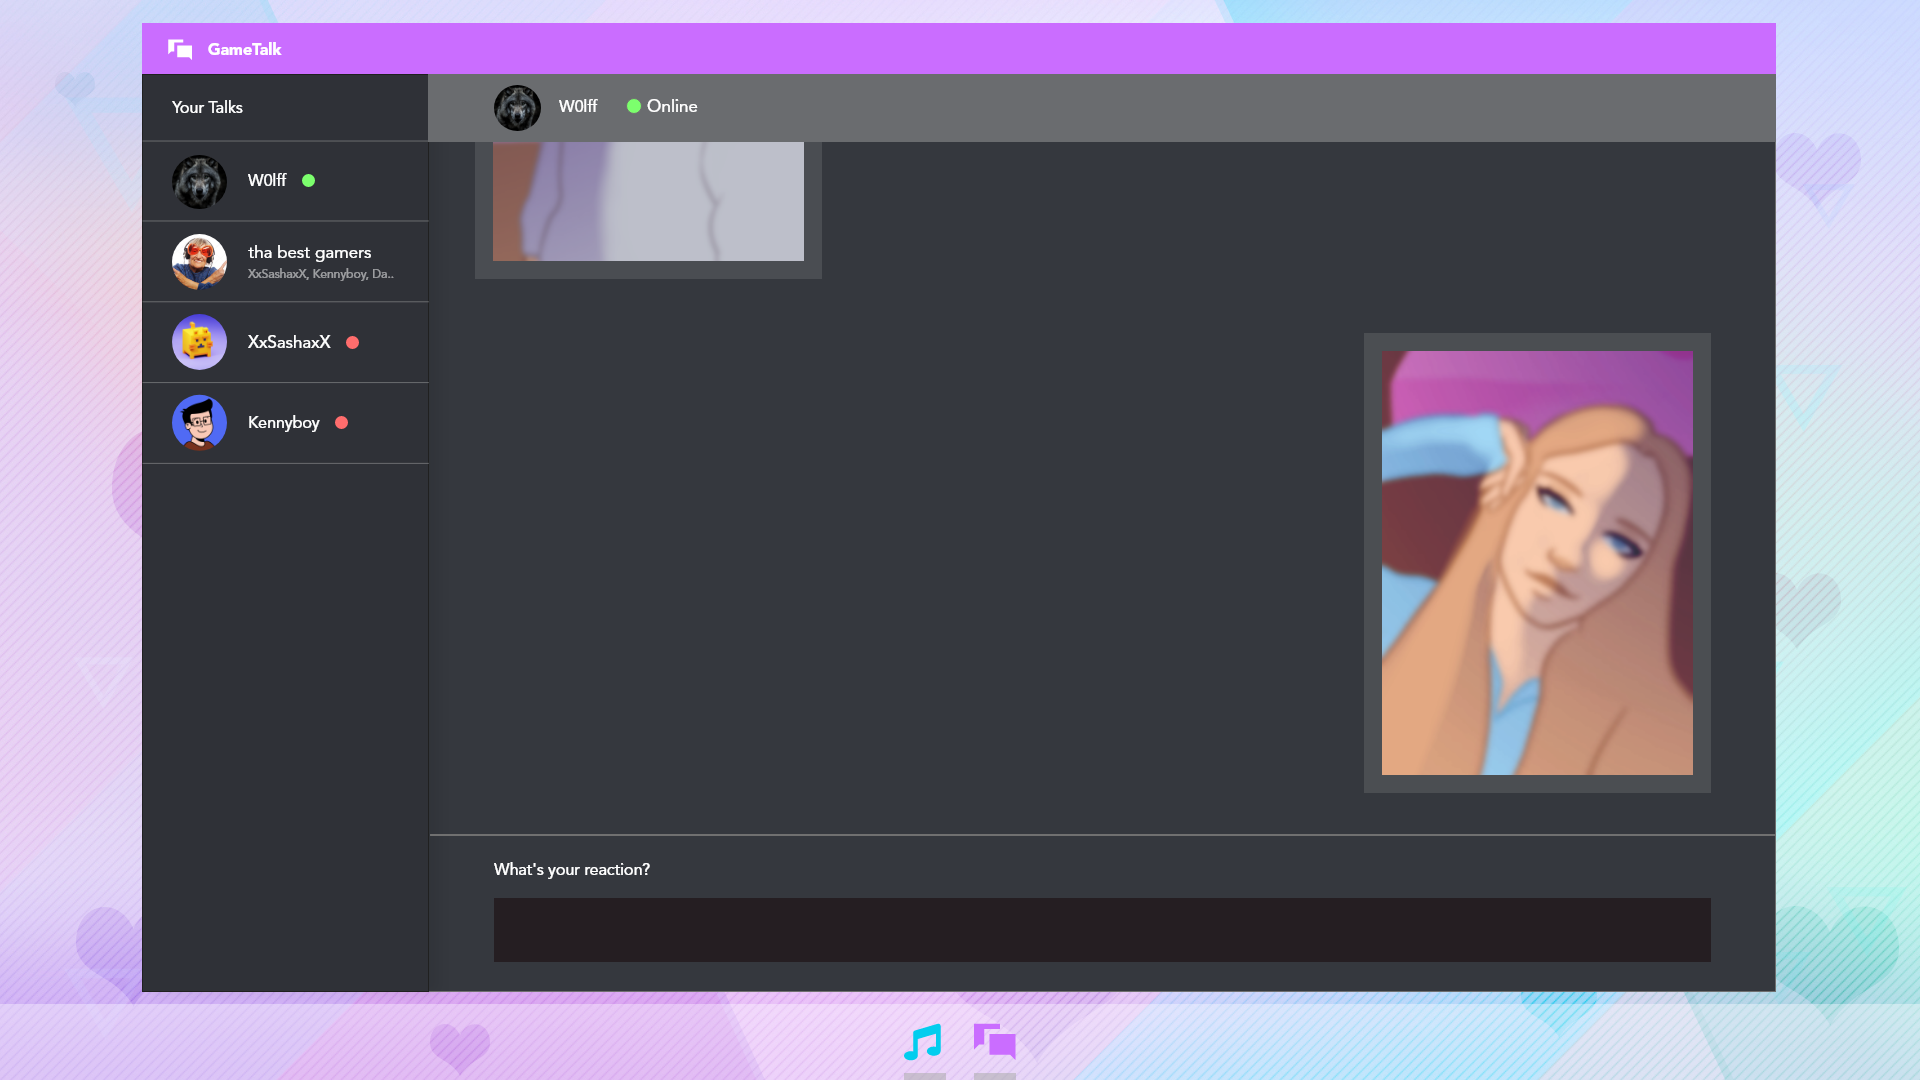 GameTalk
Your Talks
W0lff
Online
W0lff
tha best gamers
XxSashaxX, Kennyboy, Da..
XxSashaxX
Kennyboy
What's your reaction?